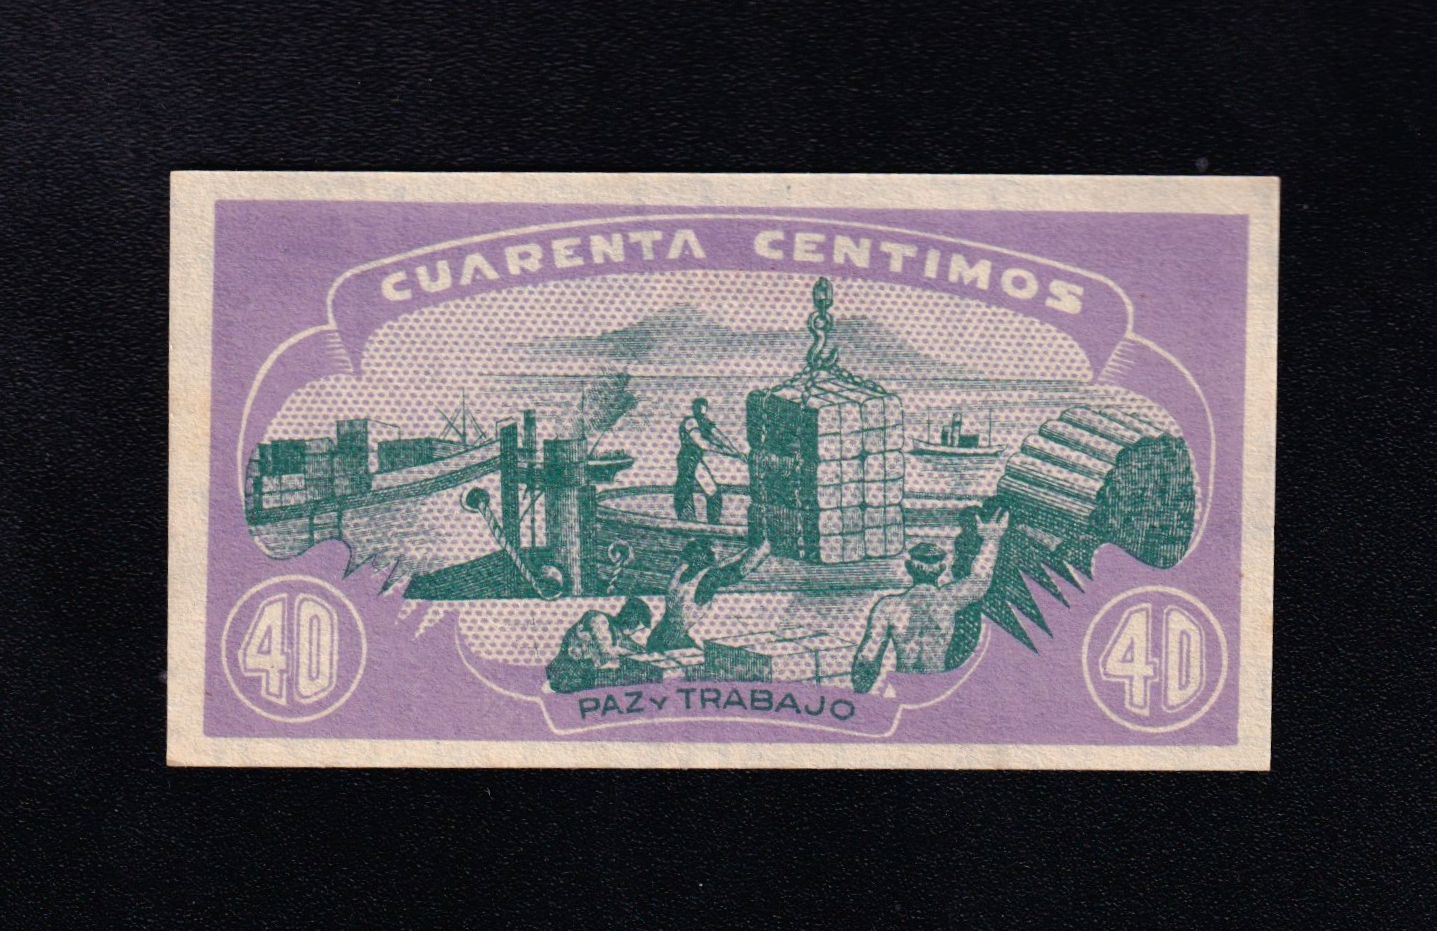 CUARENTA CENTIMOS
40
40
PAZ Y TRABAJO